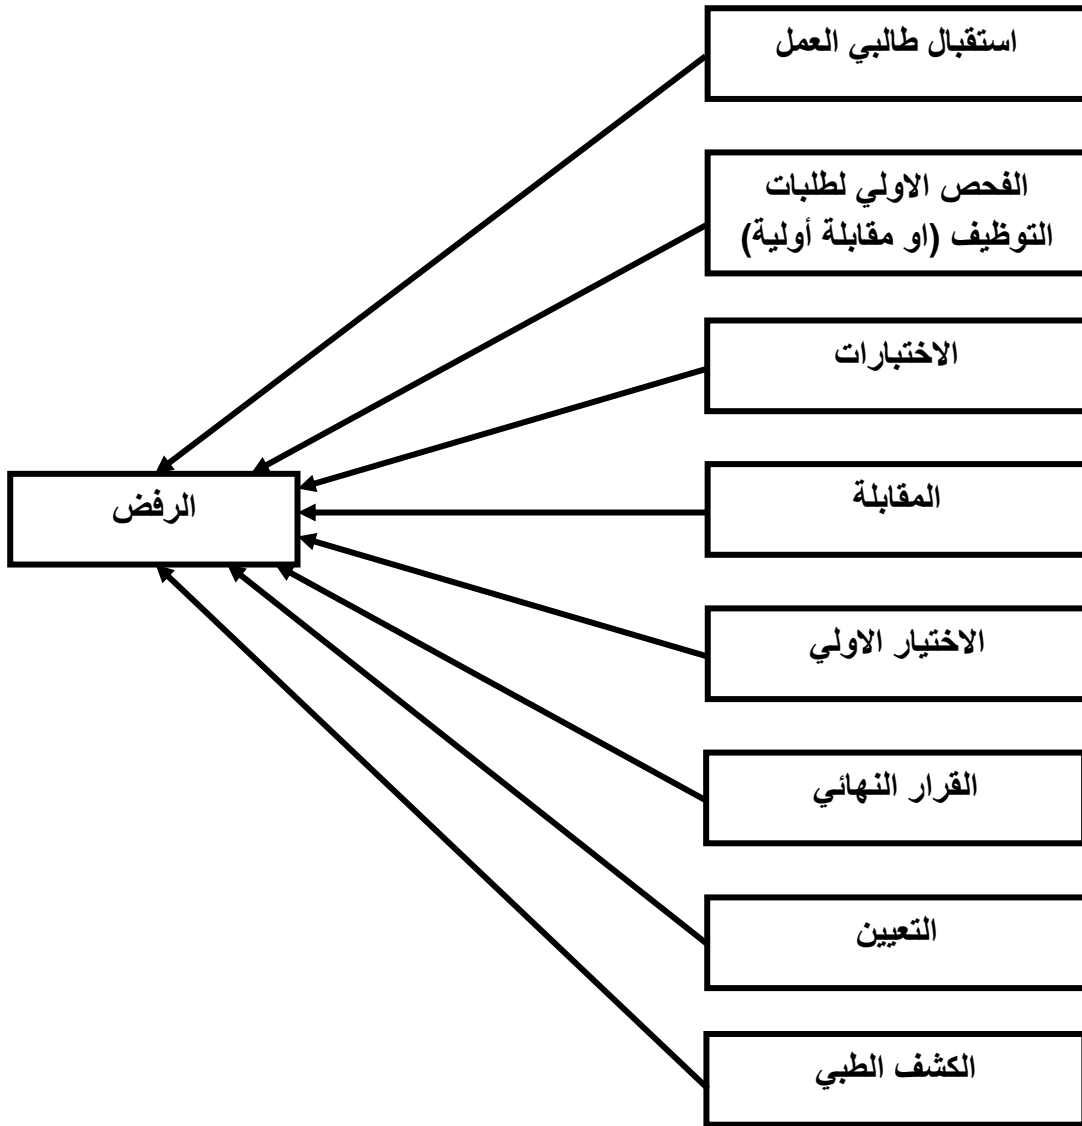 استقبال طالبي العمل
الفحص الاولي لطلبات
التوظيف (او مقابلة أولية)
الاختبارات
المقابلة
الرفض
الاختيار الاولي
القرار النهائي
التعيين
الكشف الطبي